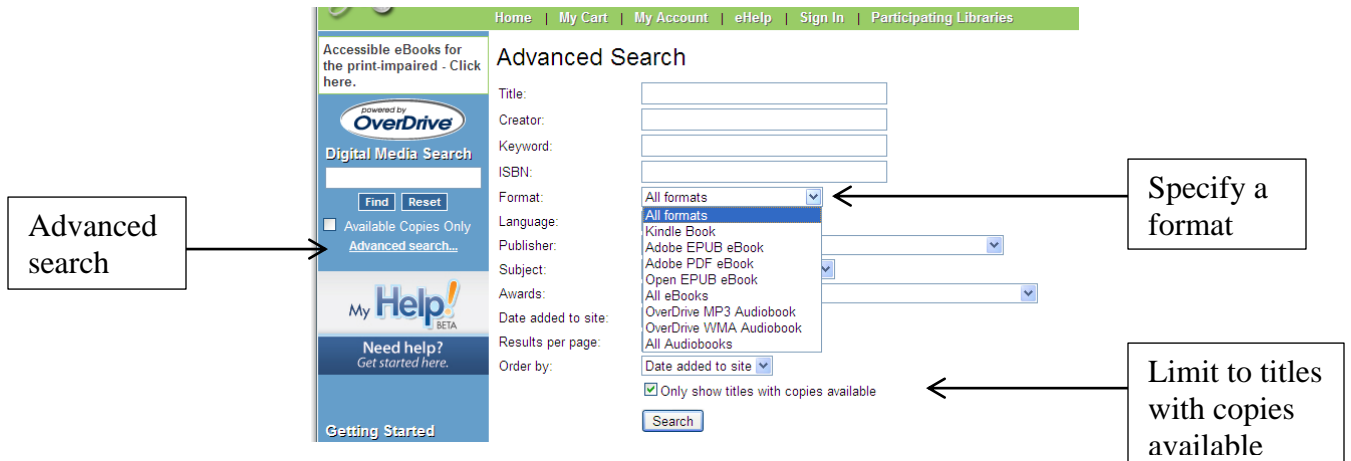 Home | My Cart | My Account | eHelp | Sign In | Participating Libraries
Accessible eBooks for
the print-impaired - Click
here.
powered by
OverDrive
Digital Media Search
Find Reset
Available Copies Only
Advanced search...
My Help!
BETA
Need help?
Get started here.
Getting Started
Advanced
search
Advanced Search
Title:
Creator:
Keyword:
ISBN:
Format: All formats
All formats
Kindle Book
Adobe EPUB eBook
Adobe PDF eBook
Open EPUB eBook
All eBooks
OverDrive MP3 Audiobook
OverDrive WMA Audiobook
All Audiobooks
Language:
Publisher:
Subject:
Awards:
Date added to site:
Results per page:
Order by: Date added to site
Only show titles with copies available
Search
Specify a
format
Limit to titles
with copies
available